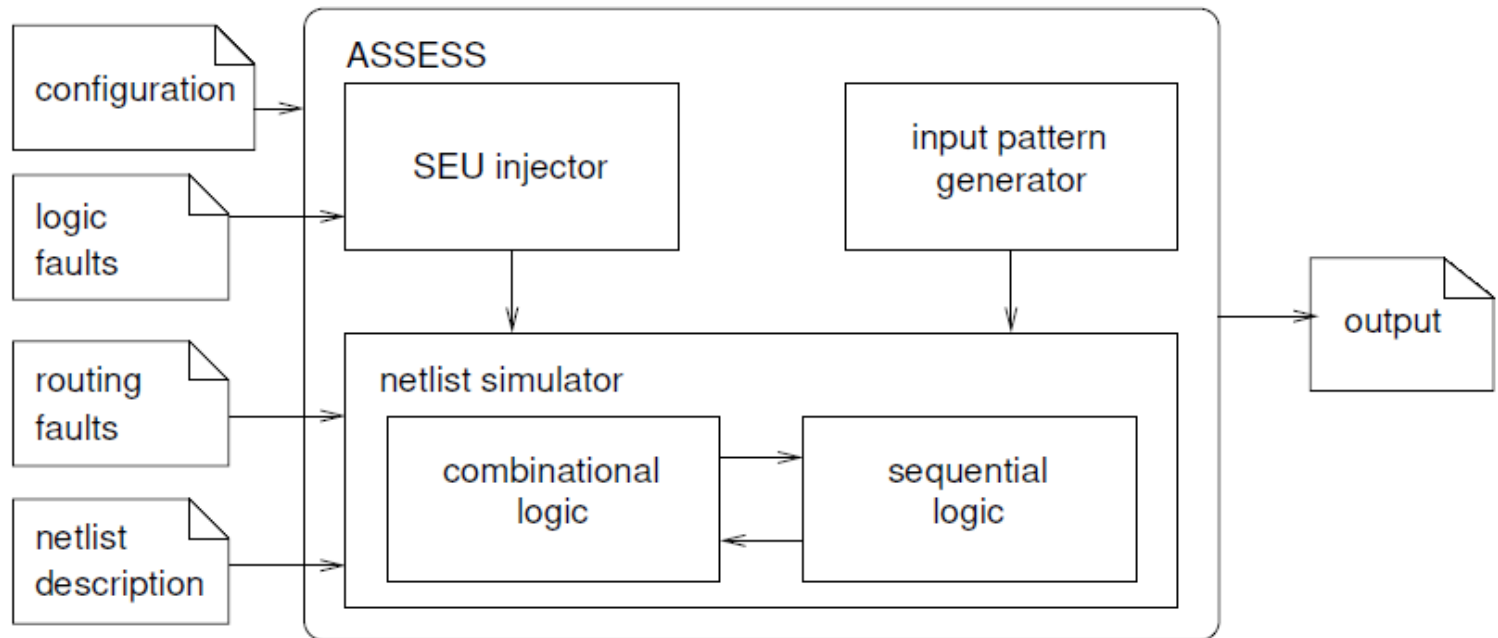 configuration
logic
faults
routing
faults
netlist
description
ASSESS
SEU injector
input pattern
generator
netlist simulator
combinational
logic
sequential
logic
output